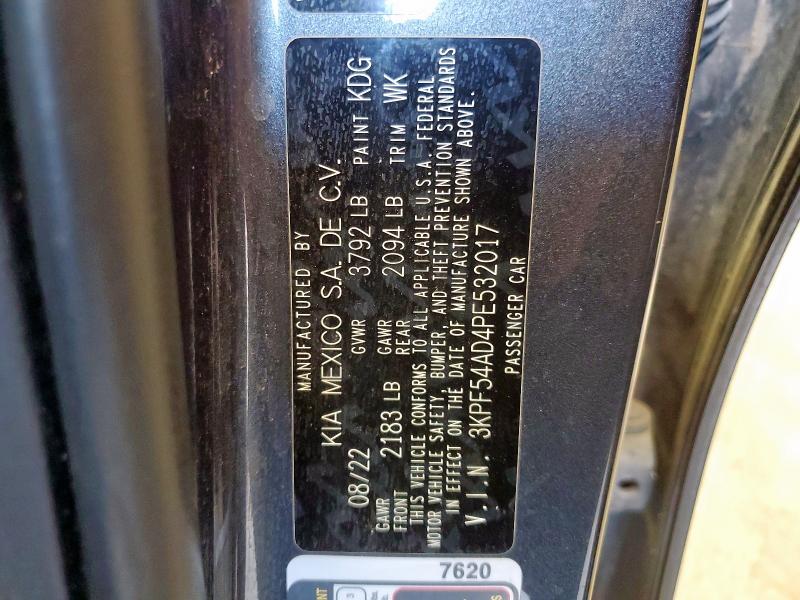 MANUFACTURED BY
KIA MEXICO S.A. DE C.V.
08/22 GVWR 3792 LB PAINT KDG
GAWR FRONT 2183 LB GAWR REAR 2094 LB TRIM WK
THIS VEHICLE CONFORMS TO ALL APPLICABLE U.S.A. FEDERAL
MOTOR VEHICLE SAFETY, BUMPER, AND THEFT PREVENTION STANDARDS
IN EFFECT ON THE DATE OF MANUFACTURE SHOWN ABOVE.
V.I.N. 3KPF54AD4PE532017
PASSENGER CAR
7620